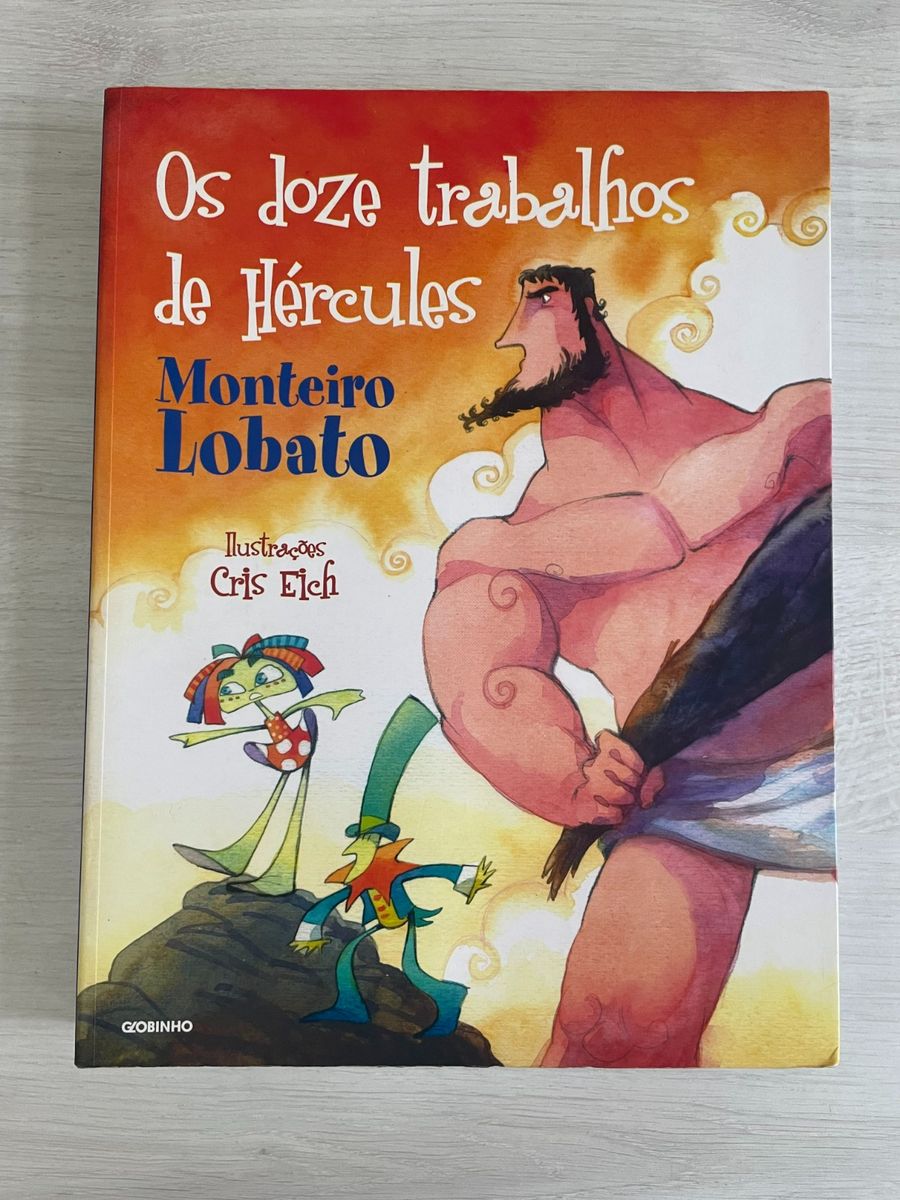 Os doze trabalhos
de Hércules
Monteiro
Lobato
Ilustrações
Cris Eich
GLOBINHO